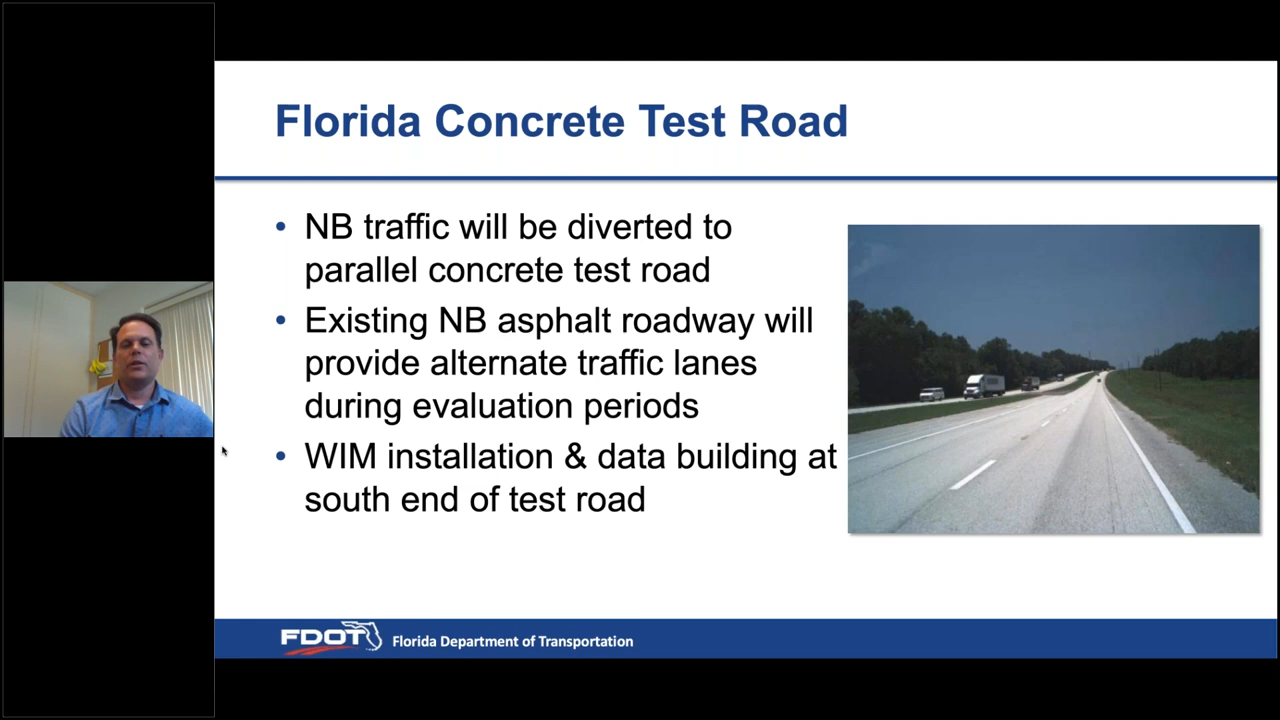 Florida Concrete Test Road
• NB traffic will be diverted to
parallel concrete test road
• Existing NB asphalt roadway will
provide alternate traffic lanes
during evaluation periods
• WIM installation & data building at
south end of test road
FDOT Florida Department of Transportation